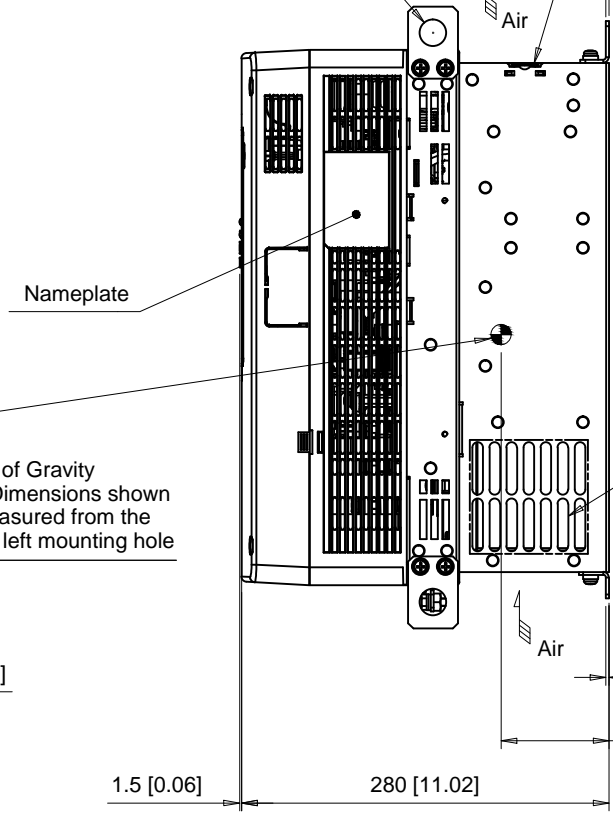 Air
Nameplate
of Gravity
Dimensions shown
asured from the
left mounting hole
Air
]
1.5 [0.06]
280 [11.02]